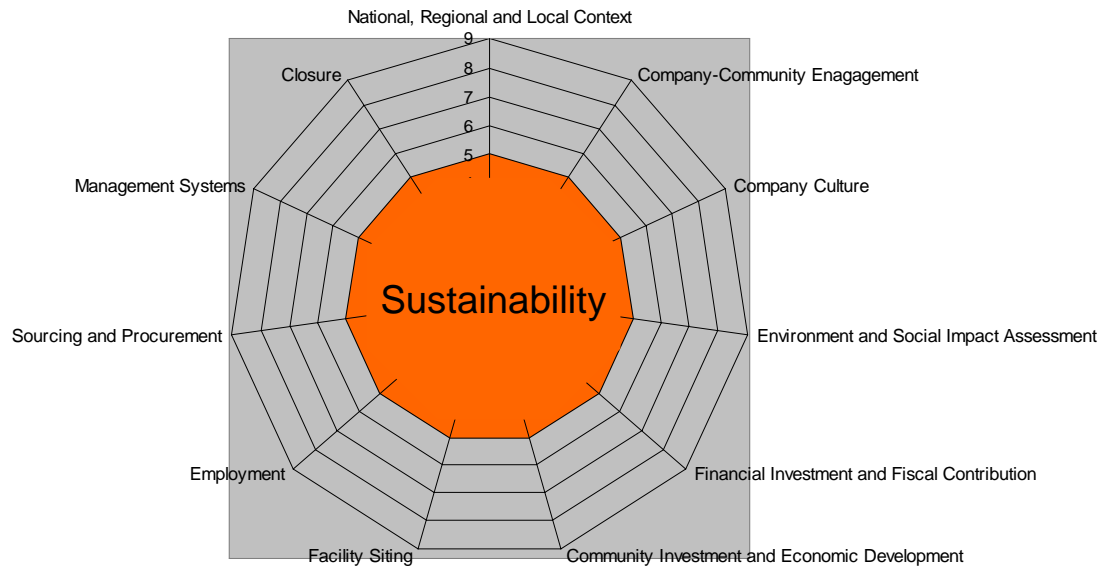 National, Regional and Local Context
9
Closure
Company-Community Enagagement
8
7
6
5
Management Systems
Company Culture
Sustainability
Sourcing and Procurement
Environment and Social Impact Assessment
Employment
Financial Investment and Fiscal Contribution
Facility Siting
Community Investment and Economic Development